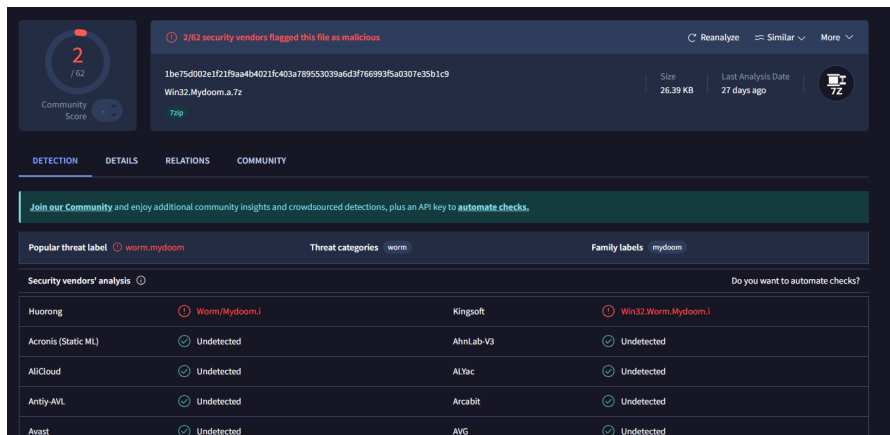 2
/ 62
Community
Score
2/62 security vendors flagged this file as malicious
Reanalyze
Similar
More
1be75d002e1f21f9aa4b4021fc403a789553039a6d3f766993f5a0307e35b1c9
Win32.Mydoom.a.7z
7zip
Size
26.39 KB
Last Analysis Date
27 days ago
7Z
DETECTION
DETAILS
RELATIONS
COMMUNITY
Join our Community and enjoy additional community insights and crowdsourced detections, plus an API key to automate checks.
Popular threat label worm.mydoom
Threat categories worm
Family labels mydoom
Security vendors' analysis
Do you want to automate checks?
Huorong Worm/Mydoom.i Kingsoft Win32.Worm.Mydoom.i
Acronis (Static ML) Undetected AhnLab-V3 Undetected
AliCloud Undetected ALYac Undetected
Antiy-AVL Undetected Arcabit Undetected
Avast Undetected AVG Undetected